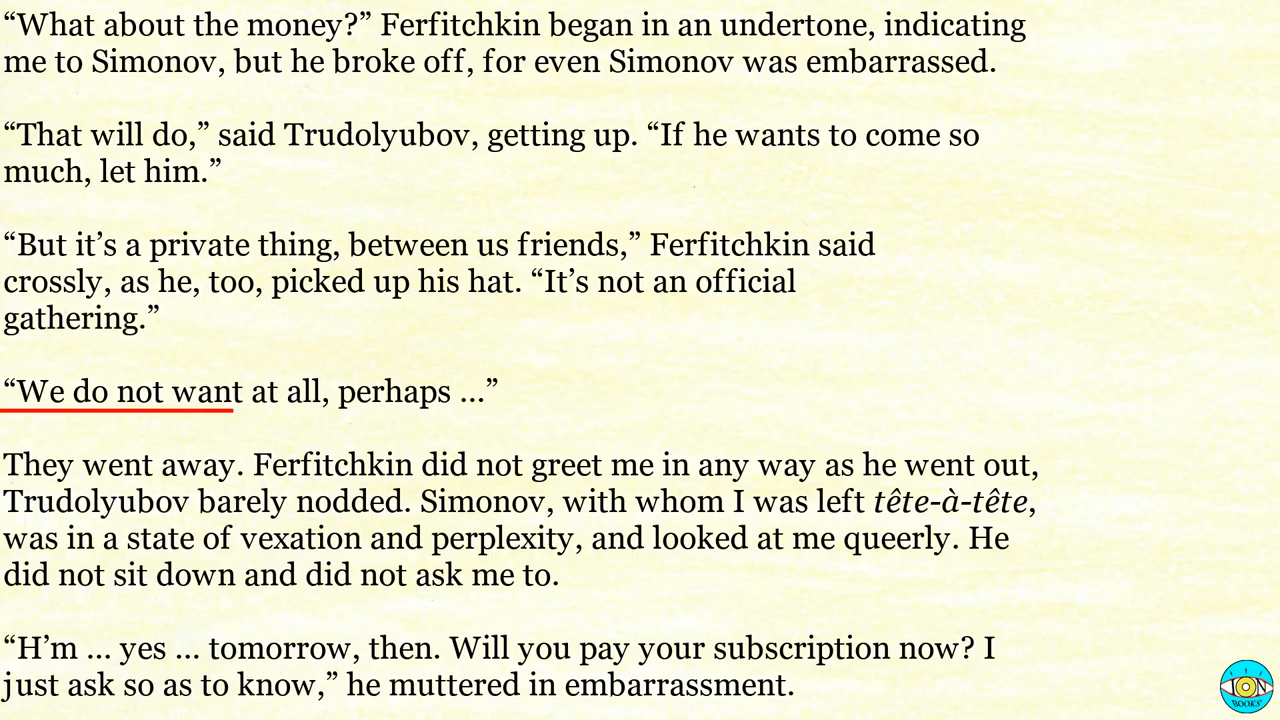 “What about the money?” Ferfitchkin began in an undertone, indicating
me to Simonov, but he broke off, for even Simonov was embarrassed.
“That will do,” said Trudolyubov, getting up. “If he wants to come so
much, let him.”
“But it’s a private thing, between us friends,” Ferfitchkin said
crossly, as he, too, picked up his hat. “It’s not an official
gathering.”
“We do not want at all, perhaps ...”
They went away. Ferfitchkin did not greet me in any way as he went out,
Trudolyubov barely nodded. Simonov, with whom I was left tête-à-tête,
was in a state of vexation and perplexity, and looked at me queerly. He
did not sit down and did not ask me to.
“H’m ... yes ... tomorrow, then. Will you pay your subscription now? I
just ask so as to know,” he muttered in embarrassment.
ION
BOOKS